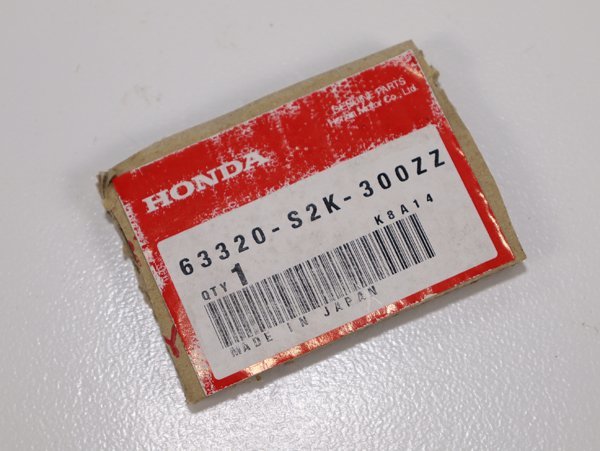 GENUINE PARTS
Honda Motor Co., Ltd.
HONDA
63320-S2K-300ZZ
K8A14
QTY 1
MADE IN JAPAN